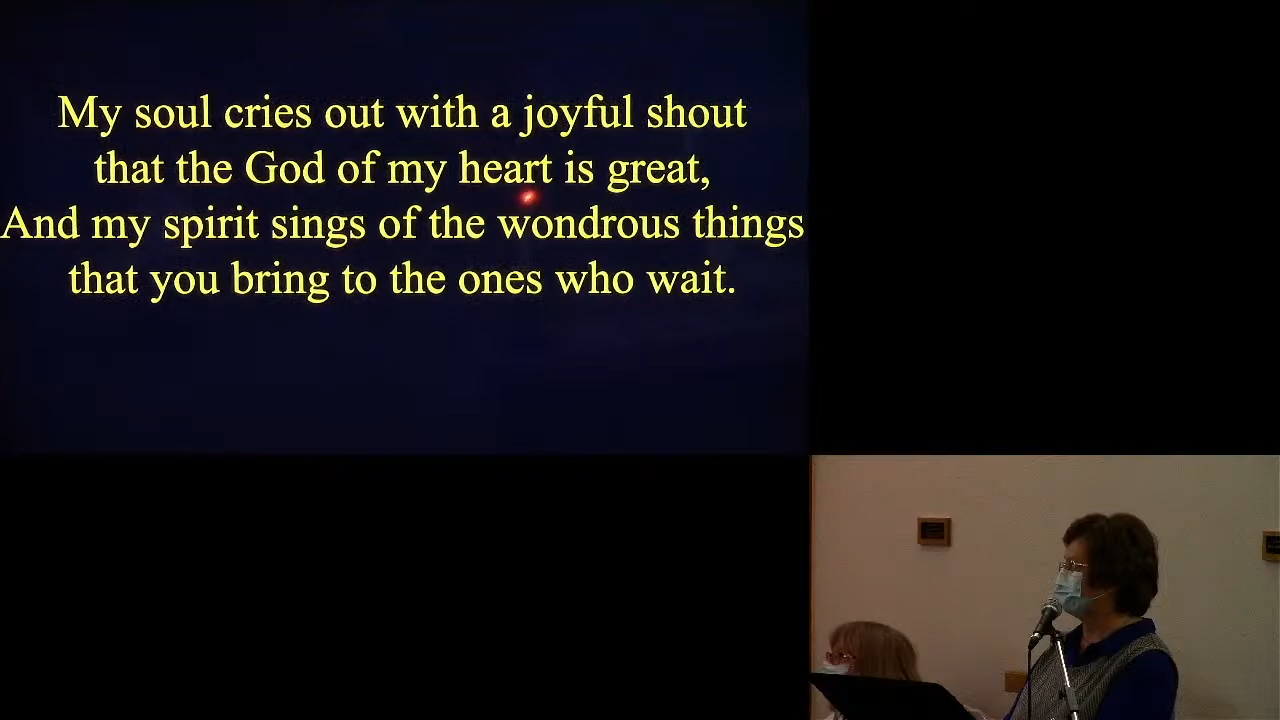 My soul cries out with a joyful shout
that the God of my heart is great,
And my spirit sings of the wondrous things
that you bring to the ones who wait.